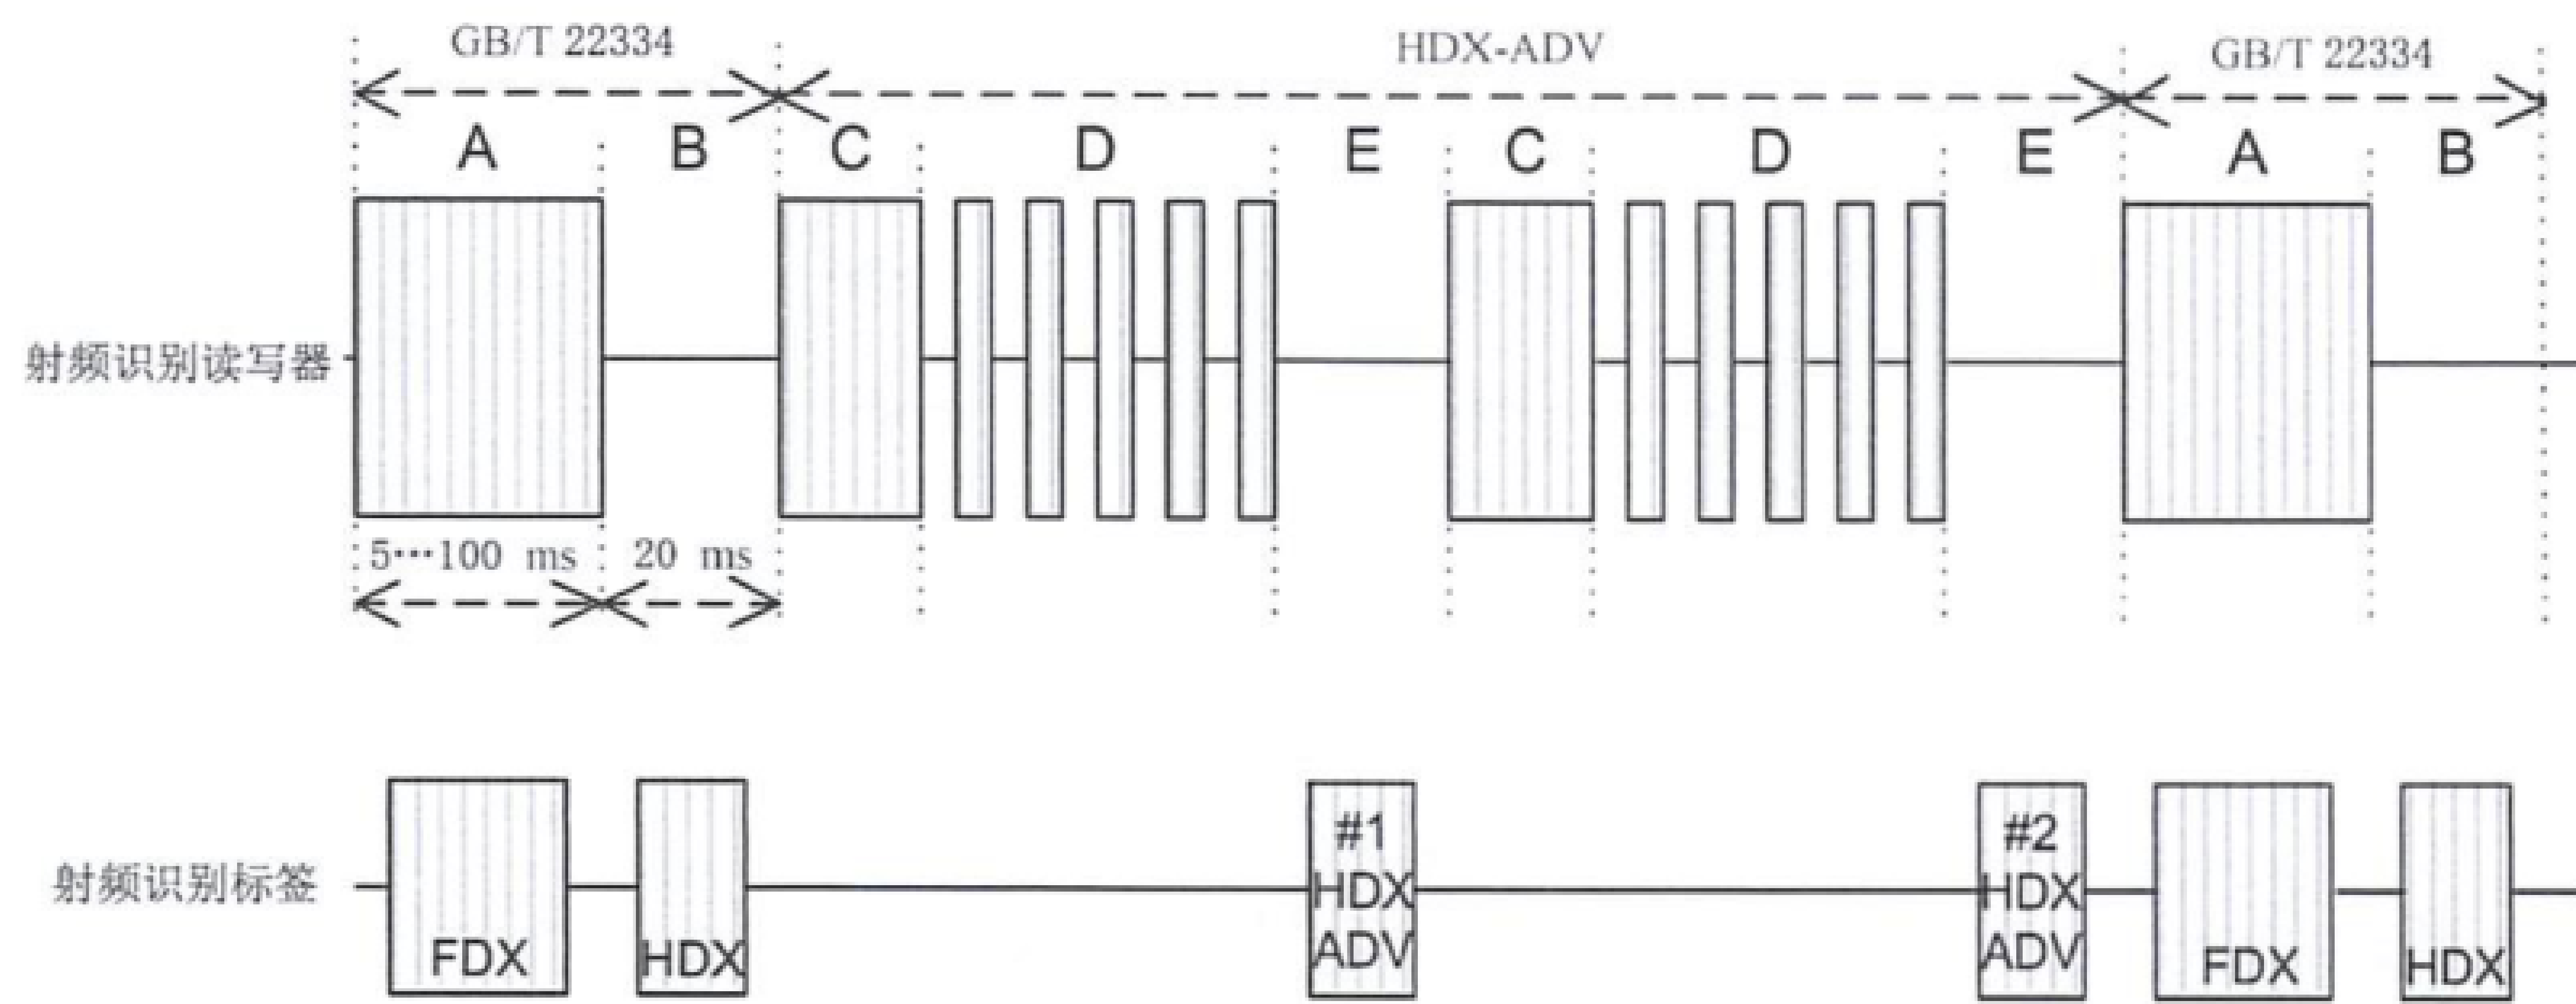 GB/T 22334 HDX-ADV GB/T 22334
A B C D E C D E A B
射频识别读写器
5…100 ms 20 ms
射频识别标签
FDX
HDX
#1
HDX
ADV
#2
HDX
ADV
FDX
HDX